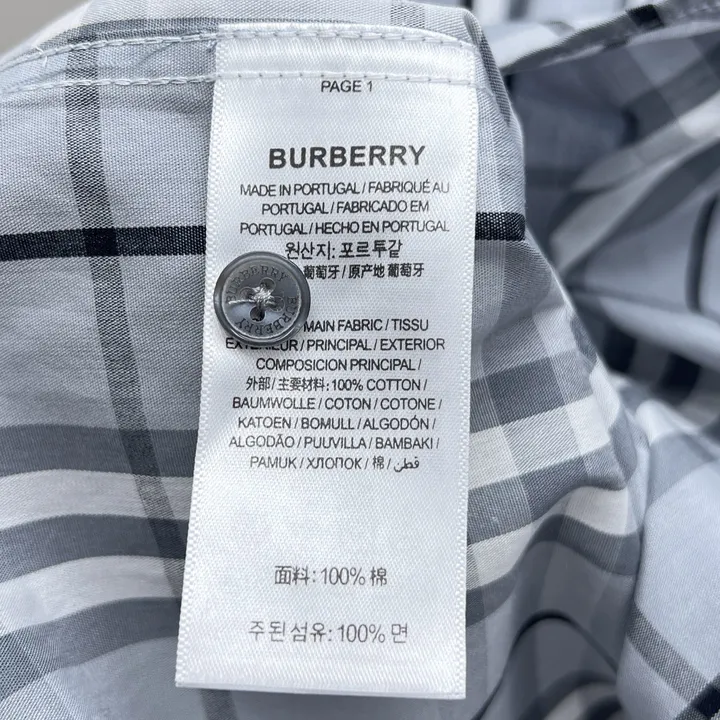 PAGE 1
BURBERRY
MADE IN PORTUGAL / FABRIQUÉ AU
PORTUGAL / FABRICADO EM
PORTUGAL / HECHO EN PORTUGAL
원산지: 포르투갈
葡萄牙 / 原产地 葡萄牙
BURBERRY
BURBERRY
MAIN FABRIC / TISSU
EXTÉRIEUR / PRINCIPAL / EXTERIOR
COMPOSICION PRINCIPAL /
外部 / 主要材料: 100% COTTON /
BAUMWOLLE / COTON / COTONE /
KATOEN / BOMULL / ALGODÓN /
ALGODÃO / PUUVILLA / BAMBAKI /
PAMUK / ХЛОПОК / 棉 / قطن
面料: 100% 棉
주된 섬유: 100% 면